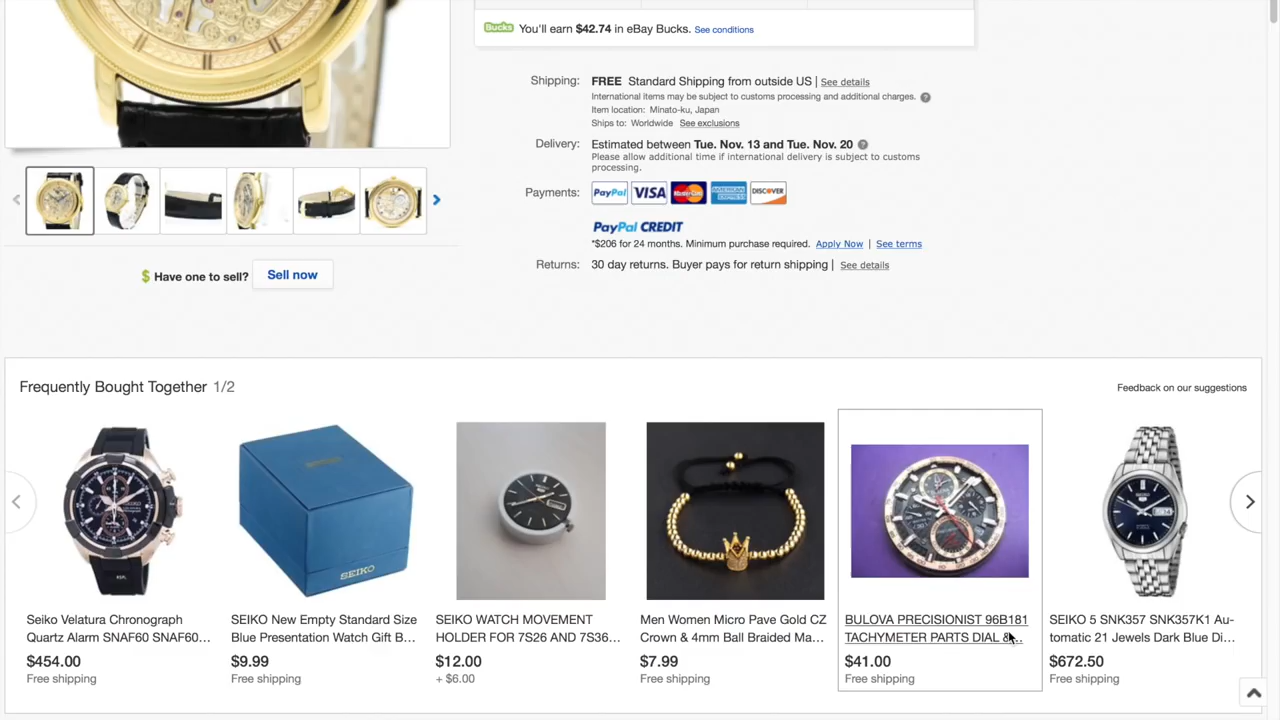 Bucks You'll earn $42.74 in eBay Bucks. See conditions
Shipping: FREE Standard Shipping from outside US | See details
International items may be subject to customs processing and additional charges. ?
Item location: Minato-ku, Japan
Ships to: Worldwide See exclusions
Delivery: Estimated between Tue. Nov. 13 and Tue. Nov. 20 ?
Please allow additional time if international delivery is subject to customs
processing.
Payments: PayPal VISA MasterCard AMERICAN EXPRESS DISCOVER
PayPal CREDIT
*$206 for 24 months. Minimum purchase required. Apply Now | See terms
Returns: 30 day returns. Buyer pays for return shipping | See details
$ Have one to sell? Sell now
Frequently Bought Together 1/2
Feedback on our suggestions
SEIKO
Seiko Velatura Chronograph
Quartz Alarm SNAF60 SNAF60...
$454.00
Free shipping
SEIKO New Empty Standard Size
Blue Presentation Watch Gift B...
$9.99
Free shipping
SEIKO WATCH MOVEMENT
HOLDER FOR 7S26 AND 7S36...
$12.00
+ $6.00
Men Women Micro Pave Gold CZ
Crown & 4mm Ball Braided Ma...
$7.99
Free shipping
BULOVA PRECISIONIST 96B181
TACHYMETER PARTS DIAL &...
$41.00
Free shipping
SEIKO 5 SNK357 SNK357K1 Au-
tomatic 21 Jewels Dark Blue Di...
$672.50
Free shipping